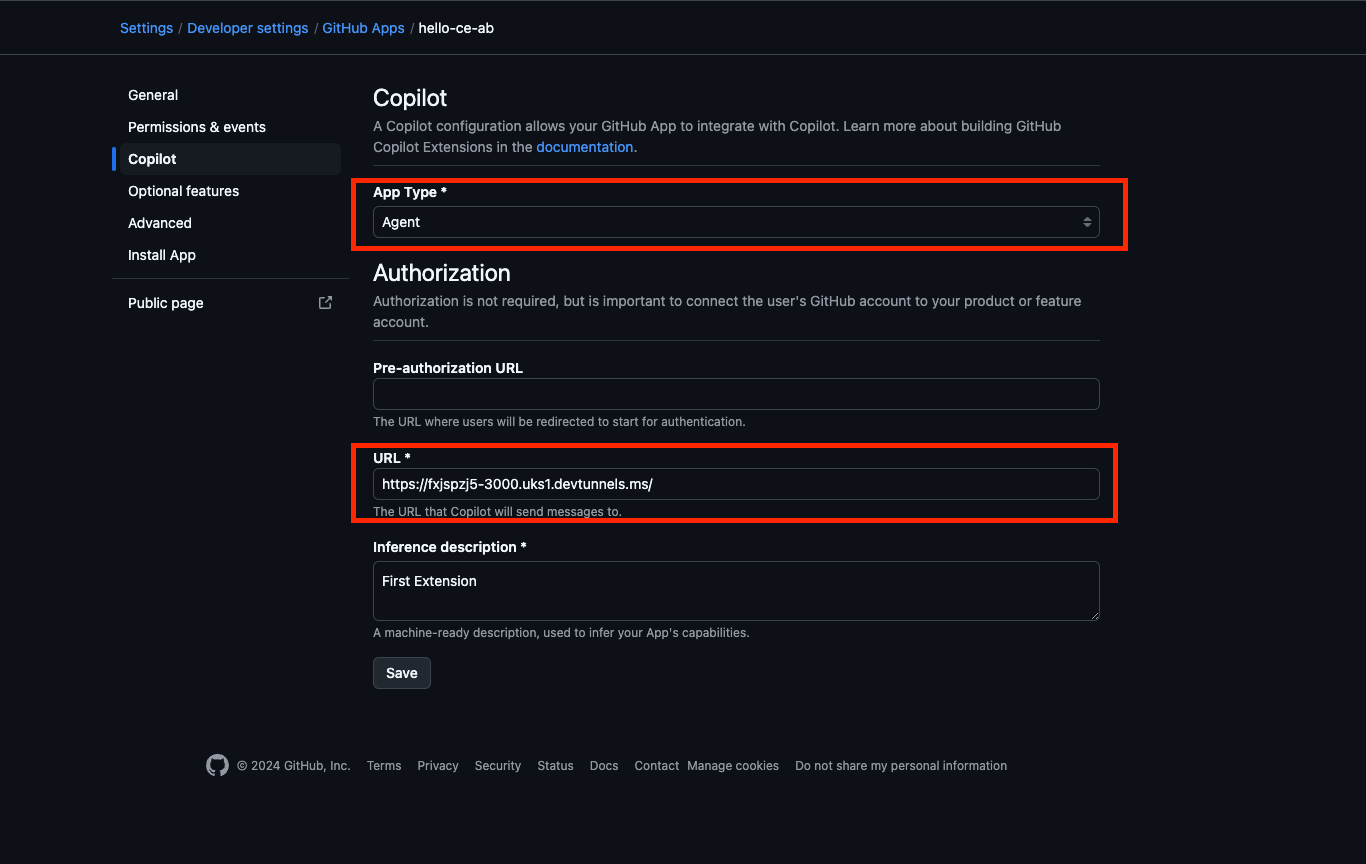 Settings / Developer settings / GitHub Apps / hello-ce-ab
General
Permissions & events
Copilot
Optional features
Advanced
Install App
Public page
Copilot
A Copilot configuration allows your GitHub App to integrate with Copilot. Learn more about building GitHub
Copilot Extensions in the documentation.
App Type *
Agent
Authorization
Authorization is not required, but is important to connect the user's GitHub account to your product or feature
account.
Pre-authorization URL
The URL where users will be redirected to start for authentication.
URL *
https://fxjspzj5-3000.uks1.devtunnels.ms/
The URL that Copilot will send messages to.
Inference description *
First Extension
A machine-ready description, used to infer your App's capabilities.
Save
© 2024 GitHub, Inc. Terms Privacy Security Status Docs Contact Manage cookies Do not share my personal information